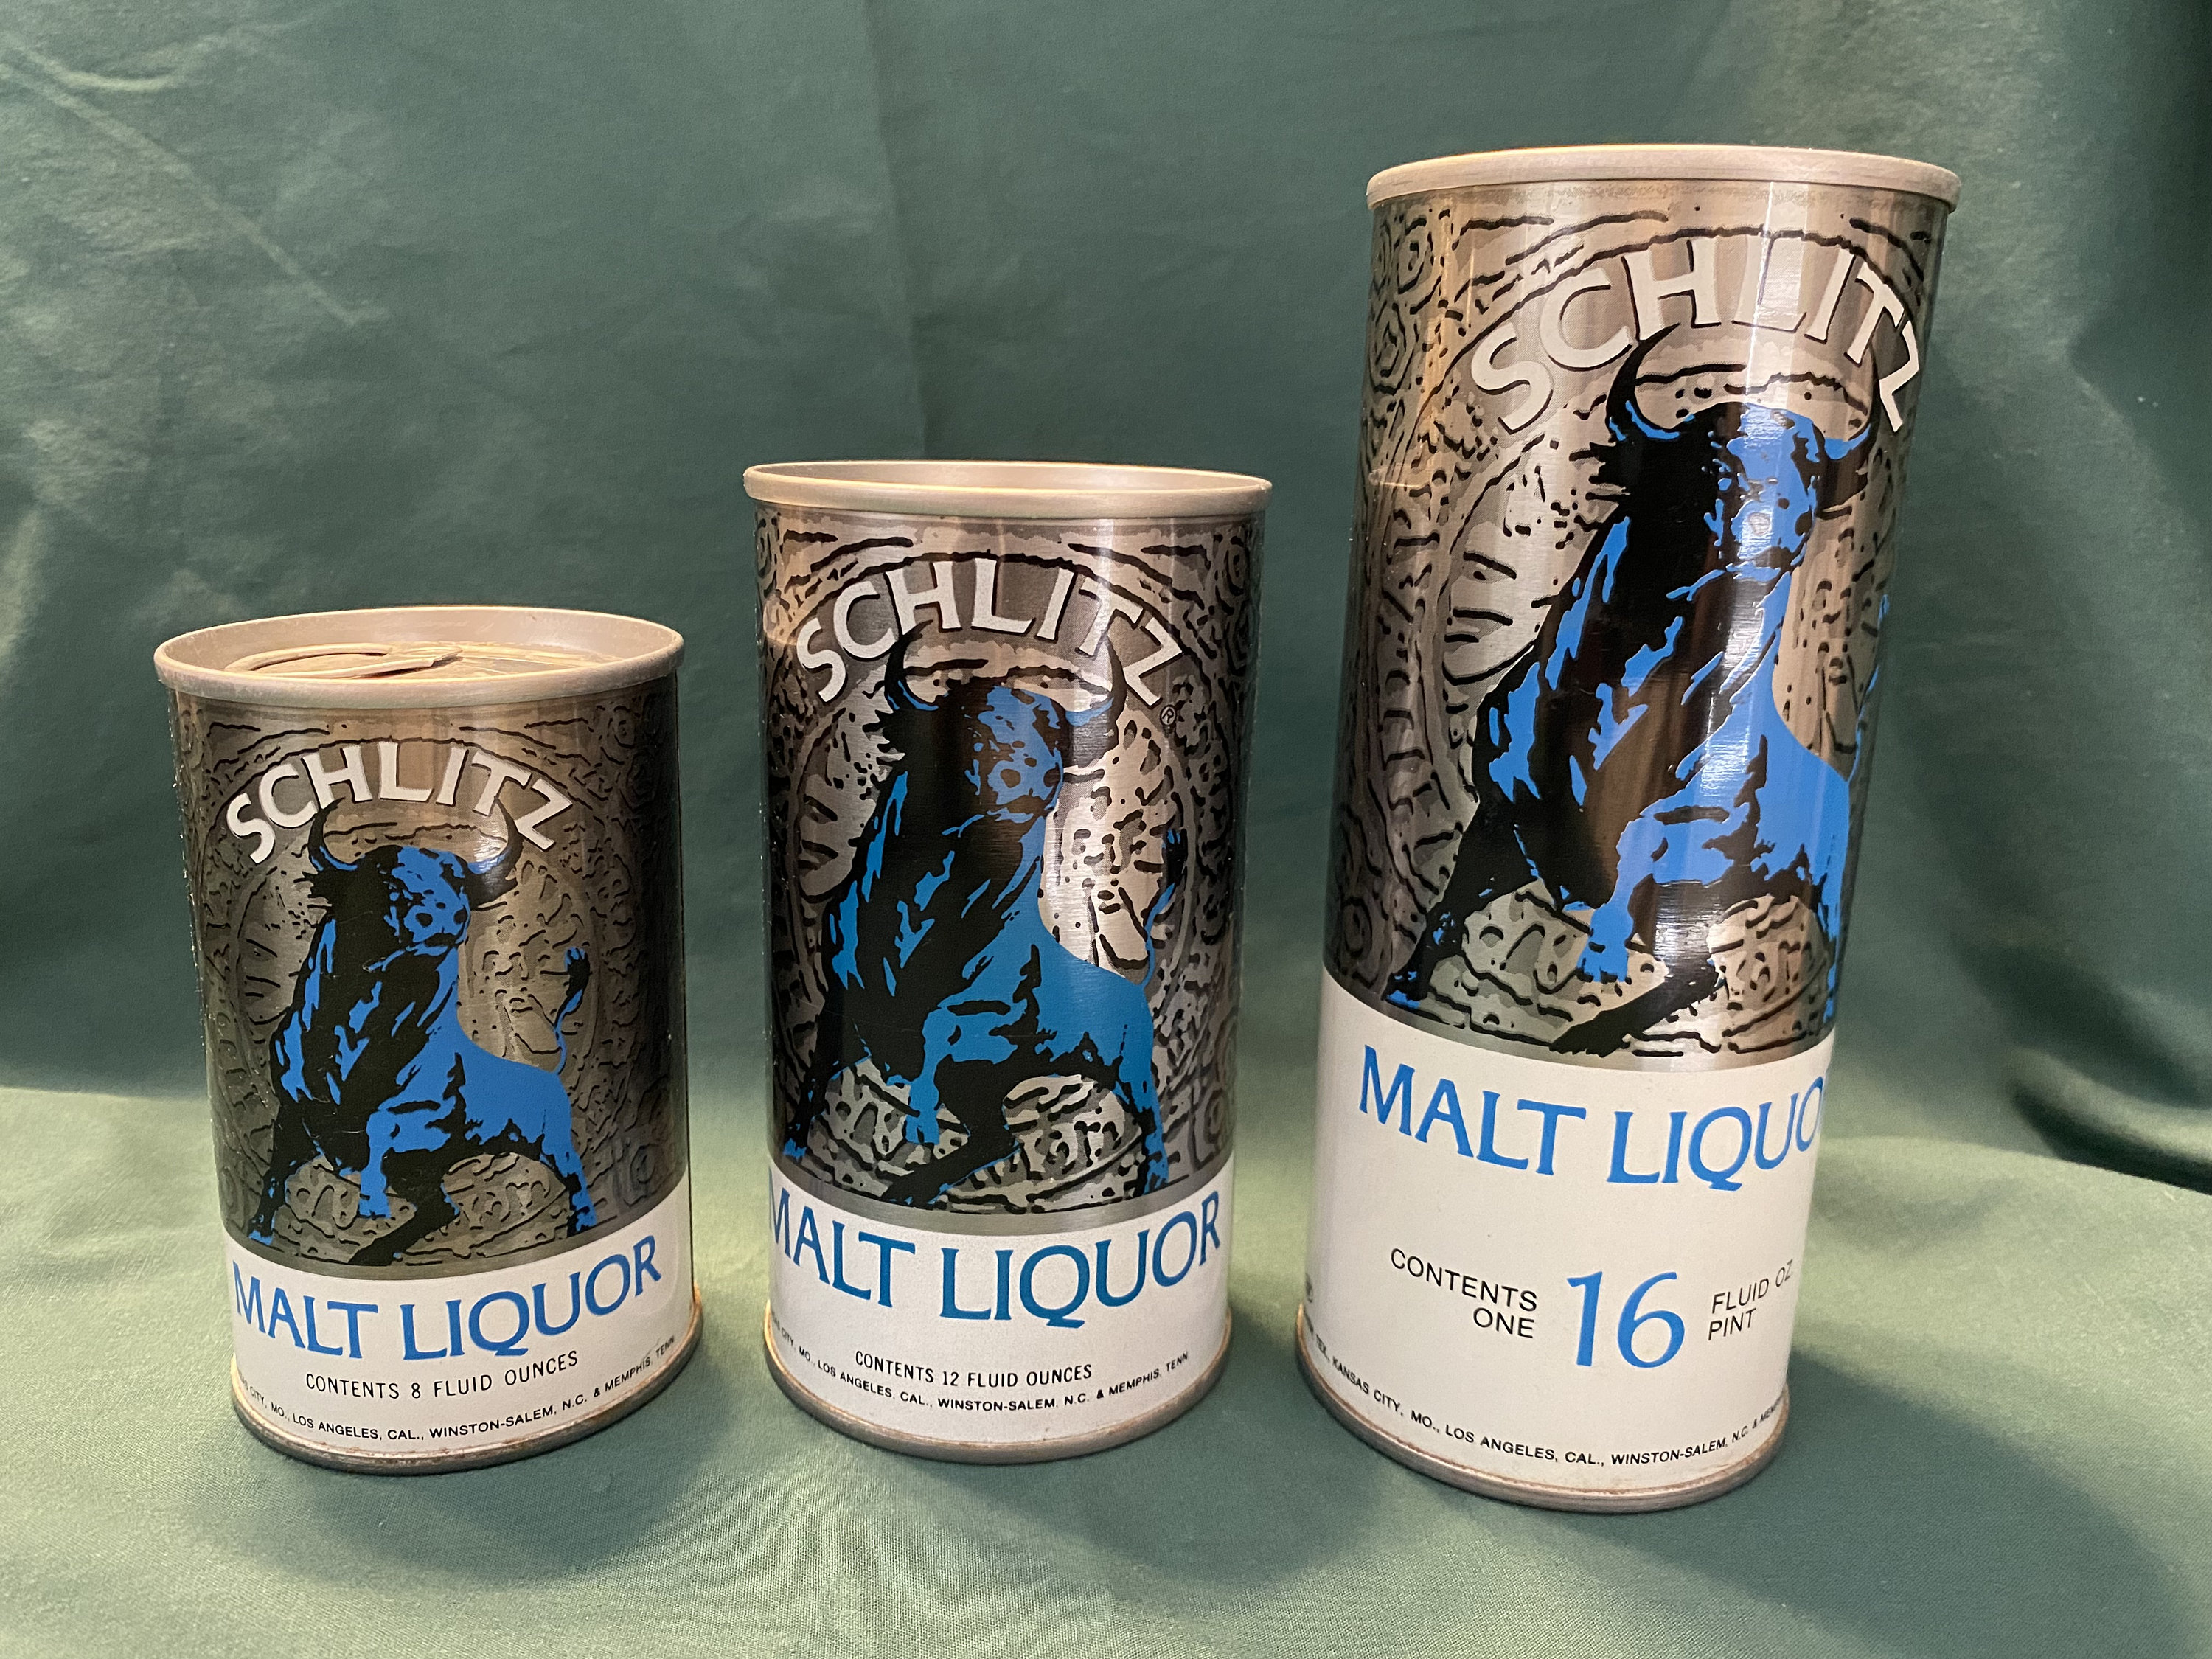 SCHLITZ
MALT LIQUOR
CONTENTS 8 FLUID OUNCES
CITY, MO., LOS ANGELES, CAL., WINSTON-SALEM, N.C. & MEMPHIS, TENN.
SCHLITZ®
MALT LIQUOR
CONTENTS 12 FLUID OUNCES
CITY, MO., LOS ANGELES, CAL., WINSTON-SALEM, N.C. & MEMPHIS, TENN.
SCHLITZ
MALT LIQUO
CONTENTS 16 FLUID OZ.
ONE PINT
TEX., KANSAS CITY, MO., LOS ANGELES, CAL., WINSTON-SALEM, N.C. &